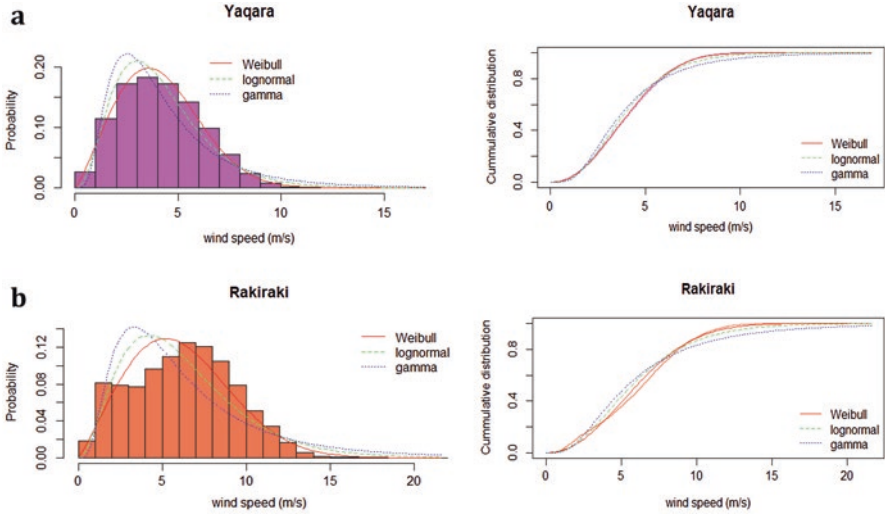 a
Yaqara
Probability
0.00 0.10 0.20
Weibull
lognormal
gamma
0 5 10 15
wind speed (m/s)
Yaqara
Cummulative distribution
0.0 0.4 0.8
Weibull
lognormal
gamma
0 5 10 15
wind speed (m/s)
b
Rakiraki
Probability
0.00 0.04 0.08 0.12
Weibull
lognormal
gamma
0 5 10 15 20
wind speed (m/s)
Rakiraki
Cummulative distribution
0.0 0.4 0.8
Weibull
lognormal
gamma
0 5 10 15 20
wind speed (m/s)